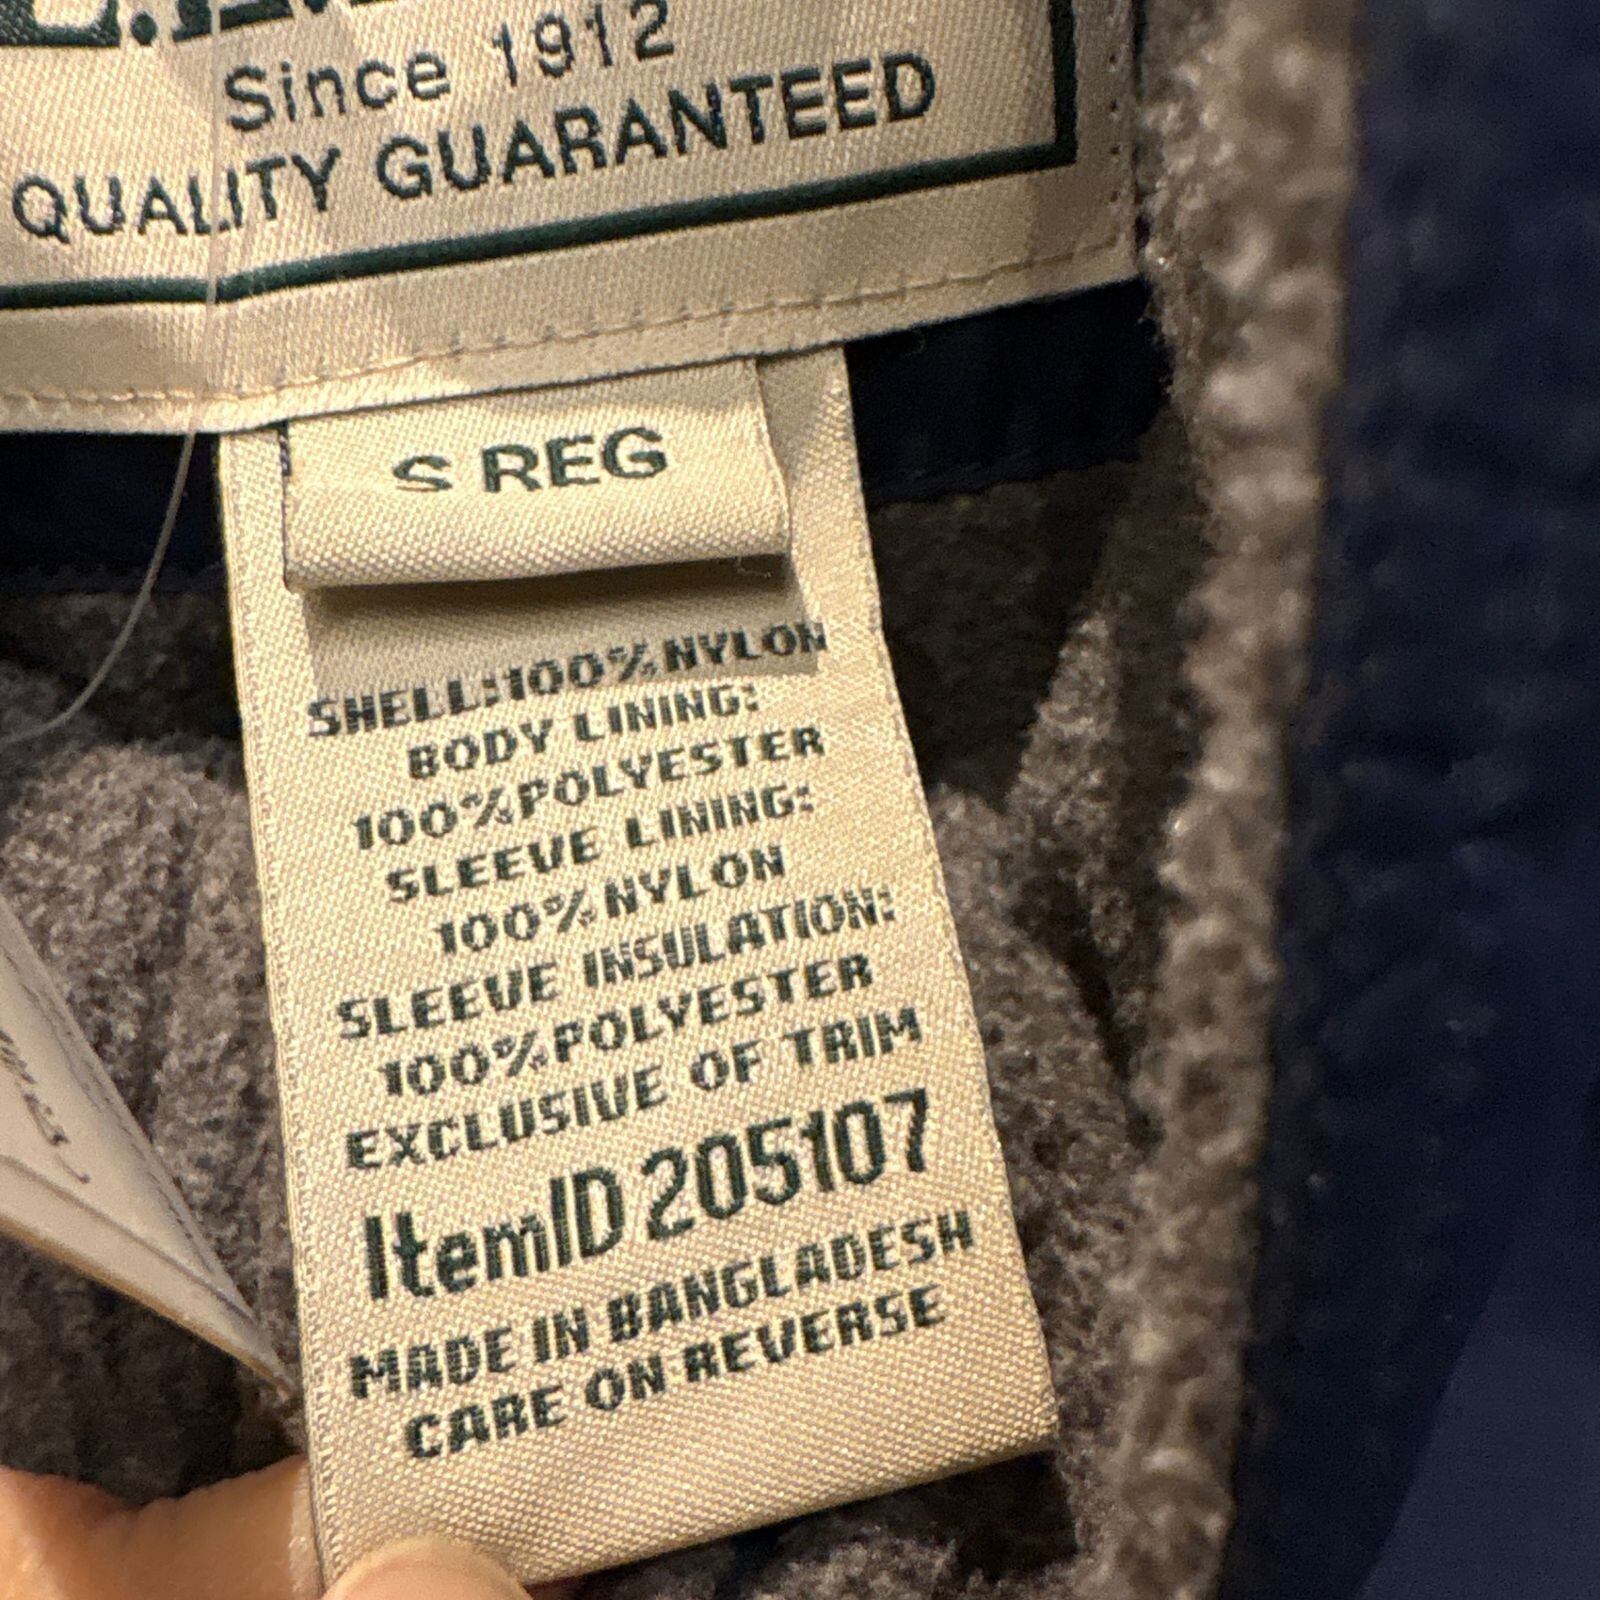 Since 1912
QUALITY GUARANTEED
S REG
SHELL:100%NYLON
BODY LINING:
100%POLYESTER
SLEEVE LINING:
100%NYLON
SLEEVE INSULATION:
100%POLYESTER
EXCLUSIVE OF TRIM
ItemID 205107
MADE IN BANGLADESH
CARE ON REVERSE